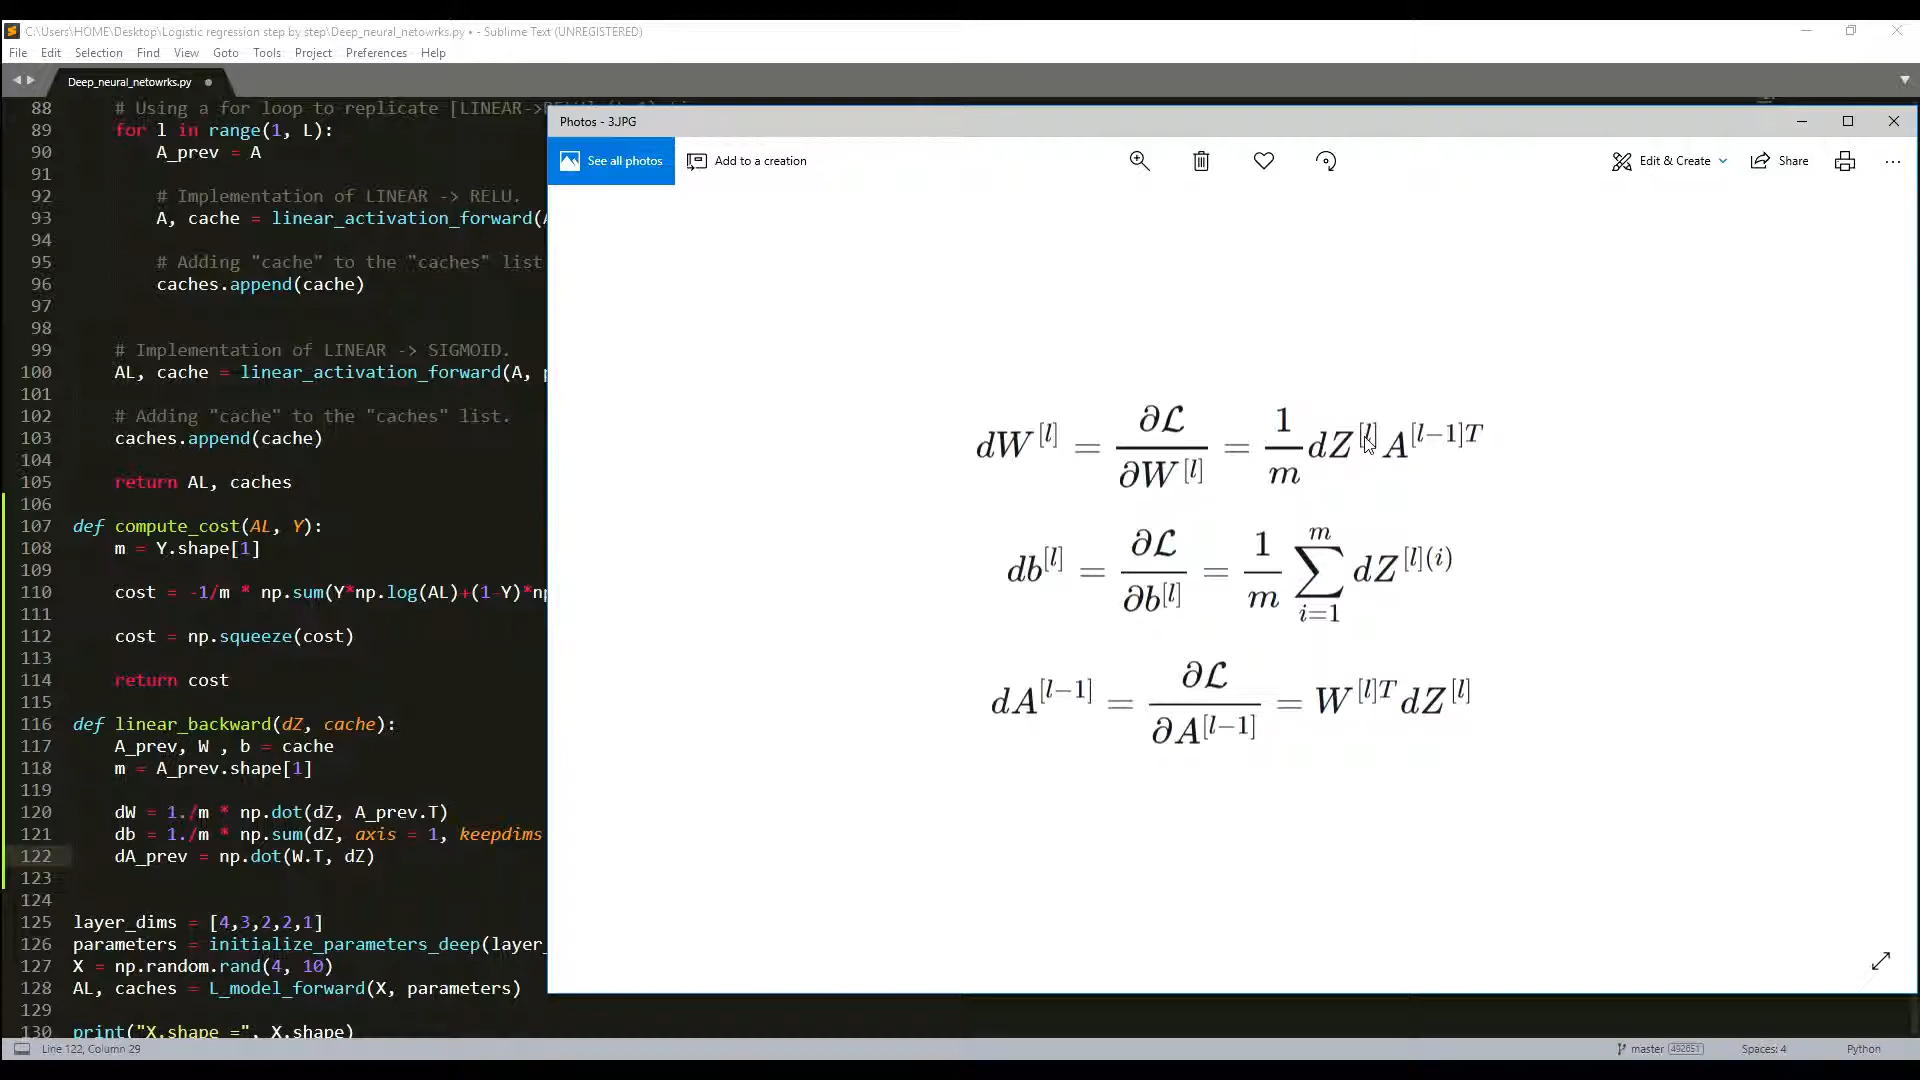 C:\Users\HOME\Desktop\Logistic regression step by step\Deep_neural_netowrks.py • - Sublime Text (UNREGISTERED)
File Edit Selection Find View Goto Tools Project Preferences Help
Deep_neural_netowrks.py
88 # Using a for loop to replicate [LINEAR->
89 for l in range(1, L):
90 A_prev = A
91
92 # Implementation of LINEAR -> RELU.
93 A, cache = linear_activation_forward(
94
95 # Adding "cache" to the "caches" list
96 caches.append(cache)
97
98
99 # Implementation of LINEAR -> SIGMOID.
100 AL, cache = linear_activation_forward(A,
101
102 # Adding "cache" to the "caches" list.
103 caches.append(cache)
104
105 return AL, caches
106
107 def compute_cost(AL, Y):
108 m = Y.shape[1]
109
110 cost = -1/m * np.sum(Y*np.log(AL)+(1-Y)*np
111
112 cost = np.squeeze(cost)
113
114 return cost
115
116 def linear_backward(dZ, cache):
117 A_prev, W , b = cache
118 m = A_prev.shape[1]
119
120 dW = 1./m * np.dot(dZ, A_prev.T)
121 db = 1./m * np.sum(dZ, axis = 1, keepdims
122 dA_prev = np.dot(W.T, dZ)
123
124
125 layer_dims = [4,3,2,2,1]
126 parameters = initialize_parameters_deep(layer_
127 X = np.random.rand(4, 10)
128 AL, caches = L_model_forward(X, parameters)
129
130 print("X.shape =", X.shape)
Line 122, Column 29 master 492651 Spaces: 4 Python
Photos - 3.JPG
See all photos Add to a creation Edit & Create Share
dW^[l] = ∂ℒ/∂W^[l] = 1/m dZ^[l] A^[l−1]T
db^[l] = ∂ℒ/∂b^[l] = 1/m ∑_{i=1}^{m} dZ^[l](i)
dA^[l−1] = ∂ℒ/∂A^[l−1] = W^[l]T dZ^[l]